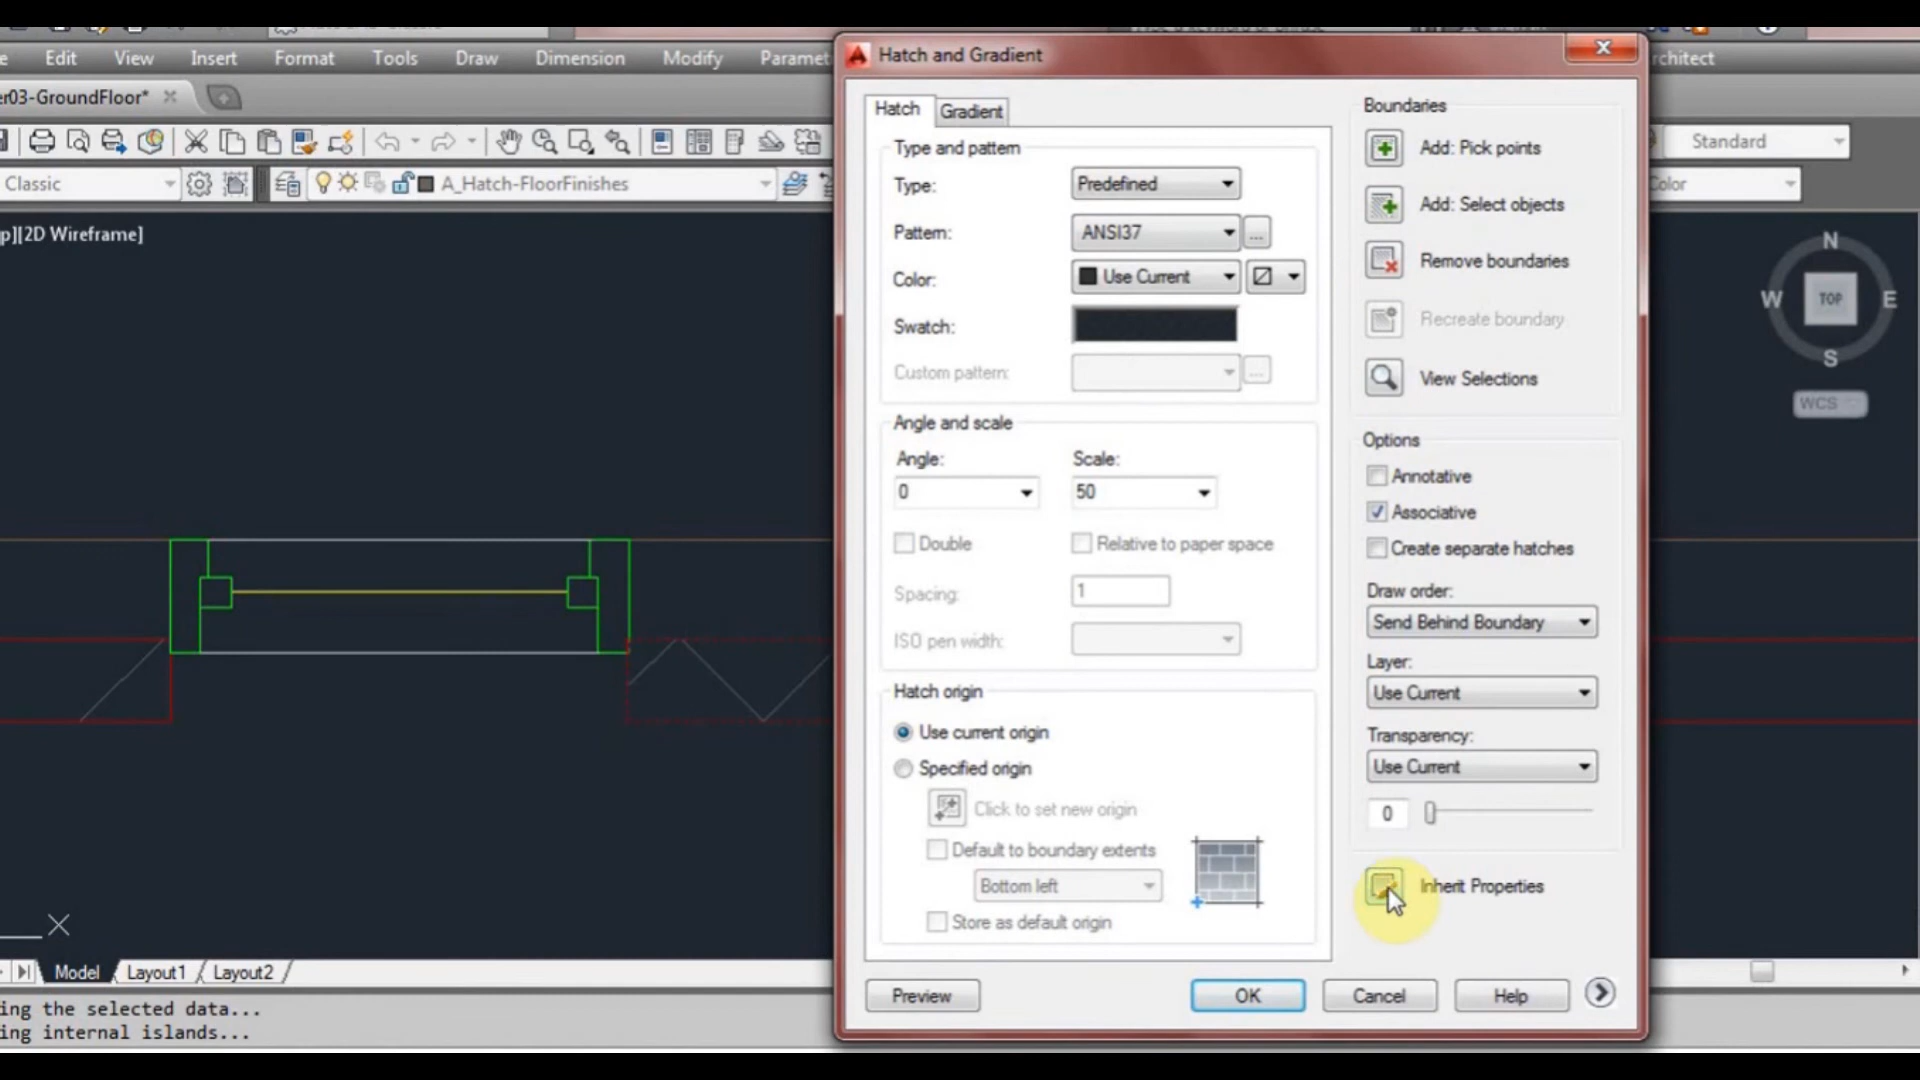 Hatch and Gradient
Edit View Insert Format Tools Draw Dimension Modify Paramet
rchitect
er03-GroundFloor*
Standard
Classic
A_Hatch-FloorFinishes
Color
p][2D Wireframe]
N
W TOP E
S
WCS
Hatch Gradient
Type and pattern
Type: Predefined
Pattern: ANSI37 ...
Color: Use Current
Swatch:
Custom pattern: ...
Angle and scale
Angle: Scale:
0 50
Double Relative to paper space
Spacing: 1
ISO pen width:
Hatch origin
Use current origin
Specified origin
Click to set new origin
Default to boundary extents
Bottom left
Store as default origin
Boundaries
Add: Pick points
Add: Select objects
Remove boundaries
Recreate boundary
View Selections
Options
Annotative
Associative
Create separate hatches
Draw order:
Send Behind Boundary
Layer:
Use Current
Transparency:
Use Current
0
Inherit Properties
Preview OK Cancel Help
X
Model Layout1 Layout2
ing the selected data...
ing internal islands...